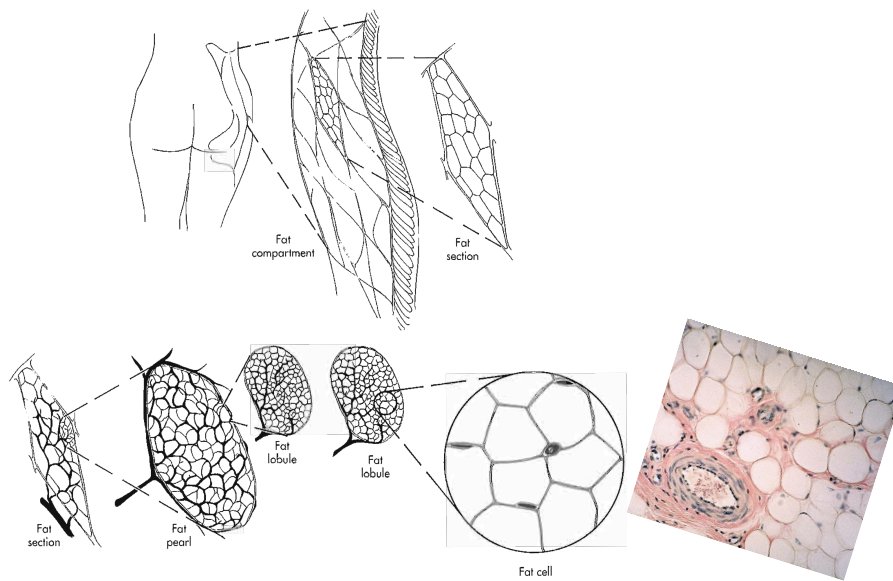 Fat
compartment
Fat
section
Fat
section
Fat
pearl
Fat
lobule
Fat
lobule
Fat cell